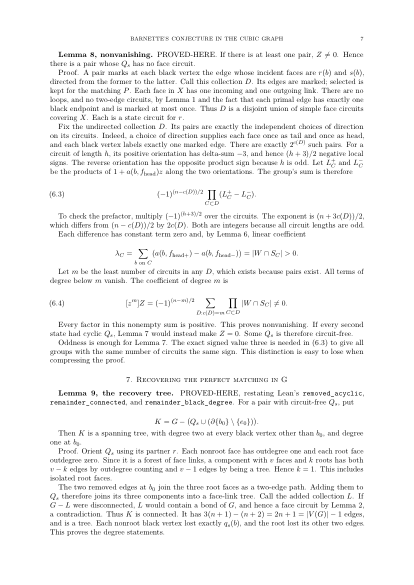 BARNETTE'S CONJECTURE IN THE CUBIC GRAPH 7
Lemma 8, nonvanishing. PROVED-HERE. If there is at least one pair, Z ≠ 0. Hence
there is a pair whose Qₛ has no face circuit.
Proof. A pair marks at each black vertex the edge whose incident faces are r(b) and s(b),
directed from the former to the latter. Call this collection D. Its edges are marked; selected is
kept for the matching P. Each face in X has one incoming and one outgoing link. There are no
loops, and no two-edge circuits, by Lemma 1 and the fact that each primal edge has exactly one
black endpoint and is marked at most once. Thus D is a disjoint union of simple face circuits
covering X. Each is a state circuit for r.
Fix the undirected collection D. Its pairs are exactly the independent choices of direction
on its circuits. Indeed, a choice of direction supplies each face once as tail and once as head,
and each black vertex labels exactly one marked edge. There are exactly 2^{c(D)} such pairs. For a
circuit of length h, its positive orientation has delta-sum −3, and hence (h + 3)/2 negative local
signs. The reverse orientation has the opposite product sign because h is odd. Let L_C^+ and L_C^-
be the products of 1 + a(b, f_head)z along the two orientations. The group's sum is therefore
(6.3) (−1)^{(n−c(D))/2} ∏_{C⊂D} (L_C^+ − L_C^-).
To check the prefactor, multiply (−1)^{(h+3)/2} over the circuits. The exponent is (n + 3c(D))/2,
which differs from (n − c(D))/2 by 2c(D). Both are integers because all circuit lengths are odd.
Each difference has constant term zero and, by Lemma 6, linear coefficient
λ_C = ∑_{b on C} (a(b, f_{head+}) − a(b, f_{head−})) = |W ∩ S_C| > 0.
Let m be the least number of circuits in any D, which exists because pairs exist. All terms of
degree below m vanish. The coefficient of degree m is
(6.4) [z^m]Z = (−1)^{(n−m)/2} ∑_{D:c(D)=m} ∏_{C⊂D} |W ∩ S_C| ≠ 0.
Every factor in this nonempty sum is positive. This proves nonvanishing. If every second
state had cyclic Qₛ, Lemma 7 would instead make Z = 0. Some Qₛ is therefore circuit-free.
Oddness is enough for Lemma 7. The exact signed value three is needed in (6.3) to give all
groups with the same number of circuits the same sign. This distinction is easy to lose when
compressing the proof.
7. Recovering the perfect matching in G
Lemma 9, the recovery tree. PROVED-HERE, restating Lean's removed_acyclic,
remainder_connected, and remainder_black_degree. For a pair with circuit-free Qₛ, put
K = G − (Qₛ ∪ (∂{b₀} \ {e₀})).
Then K is a spanning tree, with degree two at every black vertex other than b₀, and degree
one at b₀.
Proof. Orient Qₛ using its partner r. Each nonroot face has outdegree one and each root face
outdegree zero. Since it is a forest of face links, a component with v faces and k roots has both
v − k edges by outdegree counting and v − 1 edges by being a tree. Hence k = 1. This includes
isolated root faces.
The two removed edges at b₀ join the three root faces as a two-edge path. Adding them to
Qₛ therefore joins its three components into a face-link tree. Call the added collection L. If
G − L were disconnected, L would contain a bond of G, and hence a face circuit by Lemma 2,
a contradiction. Thus K is connected. It has 3(n + 1) − (n + 2) = 2n + 1 = |V(G)| − 1 edges,
and is a tree. Each nonroot black vertex lost exactly qₛ(b), and the root lost its other two edges.
This proves the degree statements.